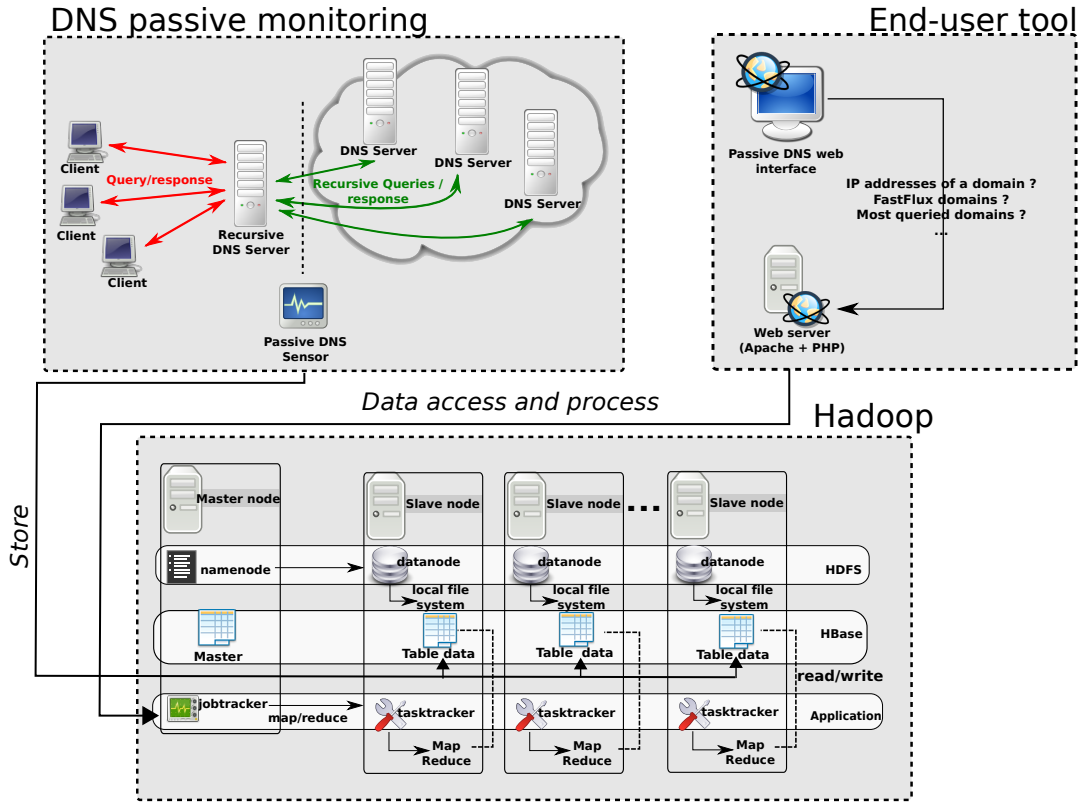 DNS passive monitoring
End-user tool
DNS Server
DNS Server
DNS Server
Client
Client
Client
Query/response
Recursive Queries /
response
Recursive
DNS Server
Passive DNS
Sensor
Passive DNS web
interface
IP addresses of a domain ?
FastFlux domains ?
Most queried domains ?
...
Web server
(Apache + PHP)
Data access and process
Store
Hadoop
Master node
Slave node
Slave node
...
Slave node
namenode
datanode
datanode
datanode
HDFS
local file
system
local file
system
local file
system
Master
Table data
Table data
Table data
HBase
read/write
jobtracker
map/reduce
tasktracker
tasktracker
tasktracker
Application
Map
Reduce
Map
Reduce
Map
Reduce